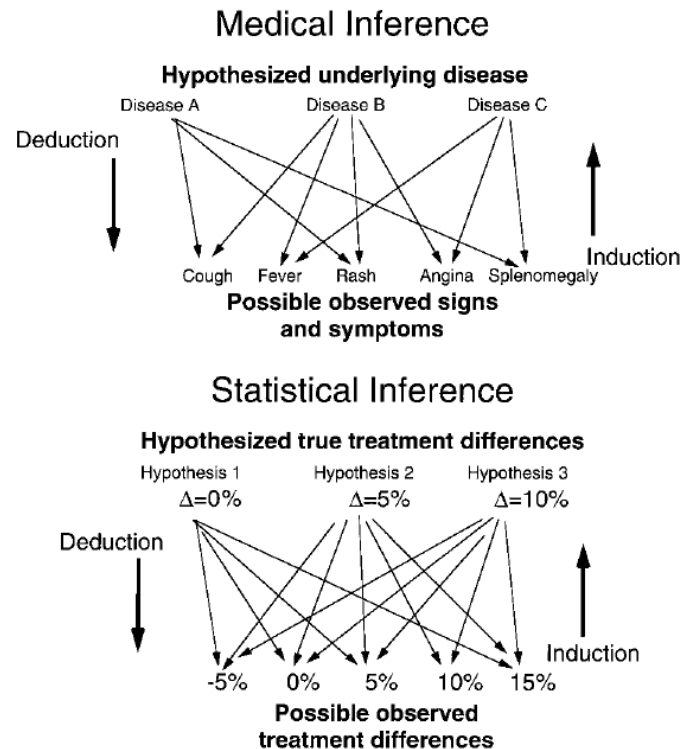 Medical Inference
Hypothesized underlying disease
Disease A Disease B Disease C
Deduction
Induction
Cough Fever Rash Angina Splenomegaly
Possible observed signs
and symptoms
Statistical Inference
Hypothesized true treatment differences
Hypothesis 1 Hypothesis 2 Hypothesis 3
Δ=0% Δ=5% Δ=10%
Deduction
Induction
-5% 0% 5% 10% 15%
Possible observed
treatment differences